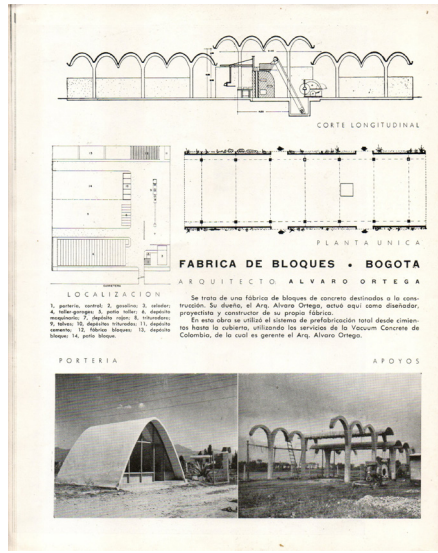 CORTE LONGITUDINAL
PLANTA UNICA
FABRICA DE BLOQUES • BOGOTA
ARQUITECTO: ALVARO ORTEGA
LOCALIZACION
1, portería, control; 2, gasolina; 3, celador;
4, taller-garages; 5, patio taller; 6, depósito
maquinaria; 7, depósito rajón; 8, trituradora;
9, tolvas; 10, depósitos triturados; 11, depósito
cemento; 12, fábrica bloques; 13, depósito
bloque; 14, patio bloque.
Se trata de una fábrica de bloques de concreto destinados a la cons-
trucción. Su dueño, el Arq. Alvaro Ortega, actuó aquí como diseñador,
proyectista y constructor de su propia fábrica.
En esta obra se utilizó el sistema de prefabricación total desde cimien-
tos hasta la cubierta, utilizando los servicios de la Vacuum Concrete de
Colombia, de la cual es gerente el Arq. Alvaro Ortega.
PORTERIA
APOYOS